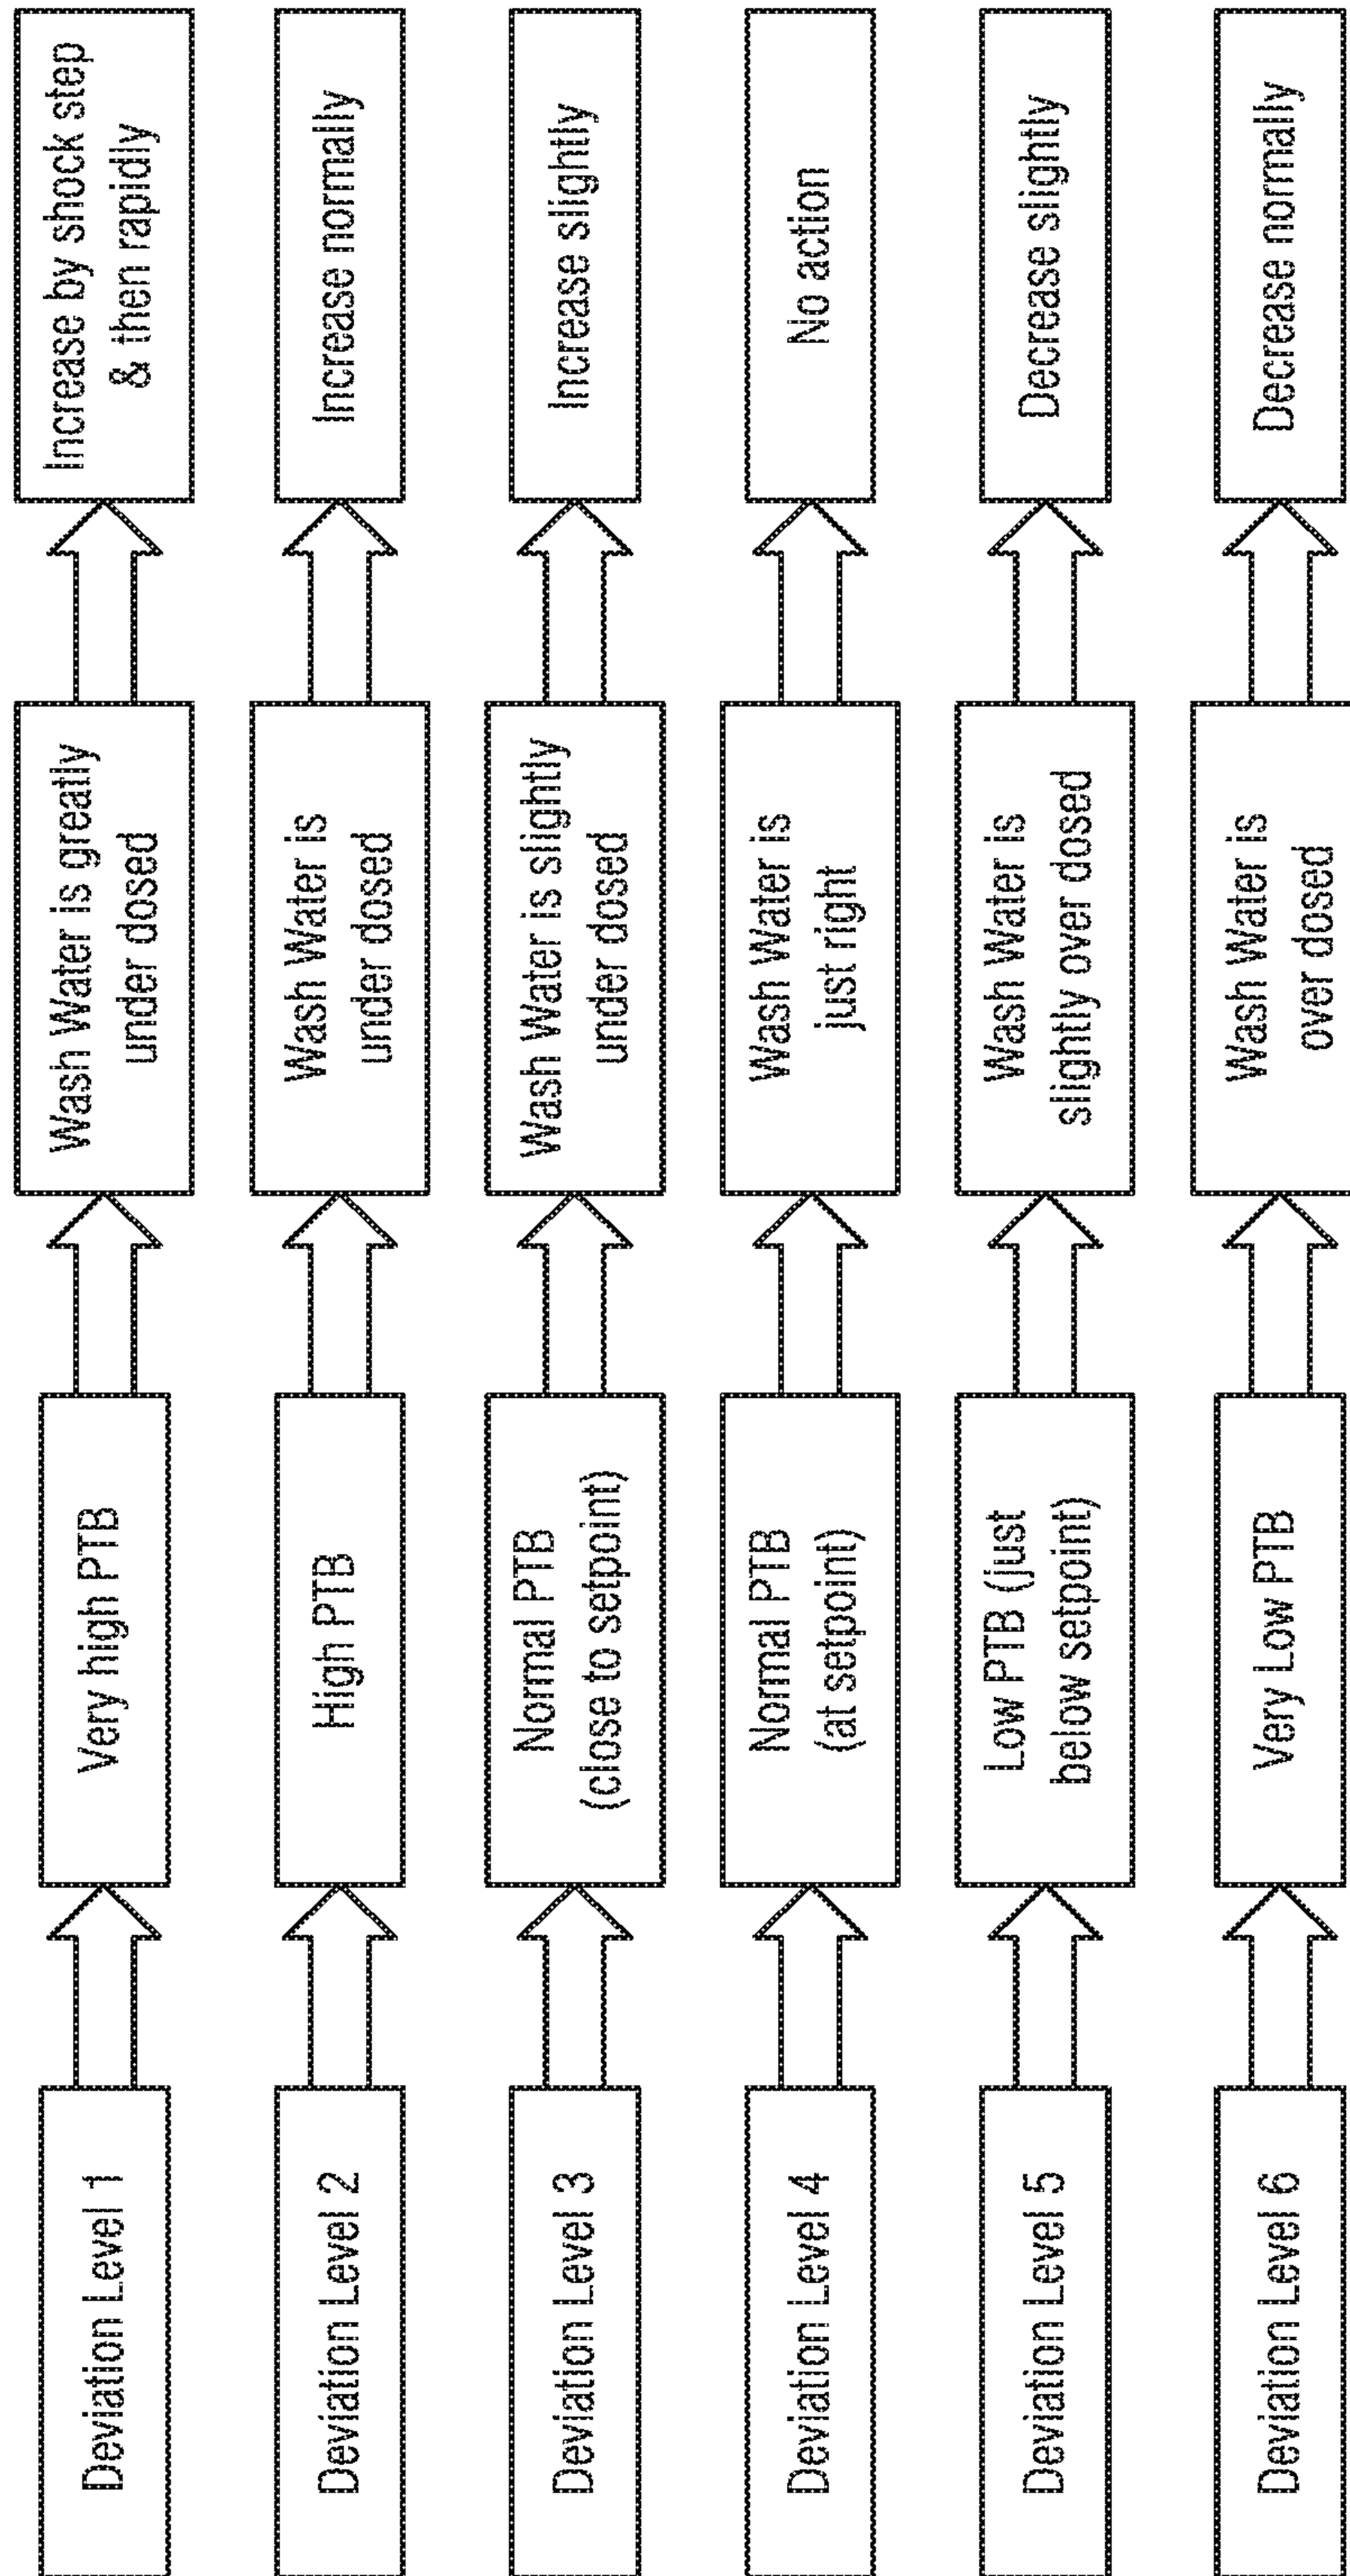 Deviation Level 1
Very high PTB
Wash Water is greatly
under dosed
Increase by shock step
& then rapidly
Deviation Level 2
High PTB
Wash Water is
under dosed
Increase normally
Deviation Level 3
Normal PTB
(close to setpoint)
Wash Water is slightly
under dosed
Increase slightly
Deviation Level 4
Normal PTB
(at setpoint)
Wash Water is
just right
No action
Deviation Level 5
Low PTB (just
below setpoint)
Wash Water is
slightly over dosed
Decrease slightly
Deviation Level 6
Very Low PTB
Wash Water is
over dosed
Decrease normally